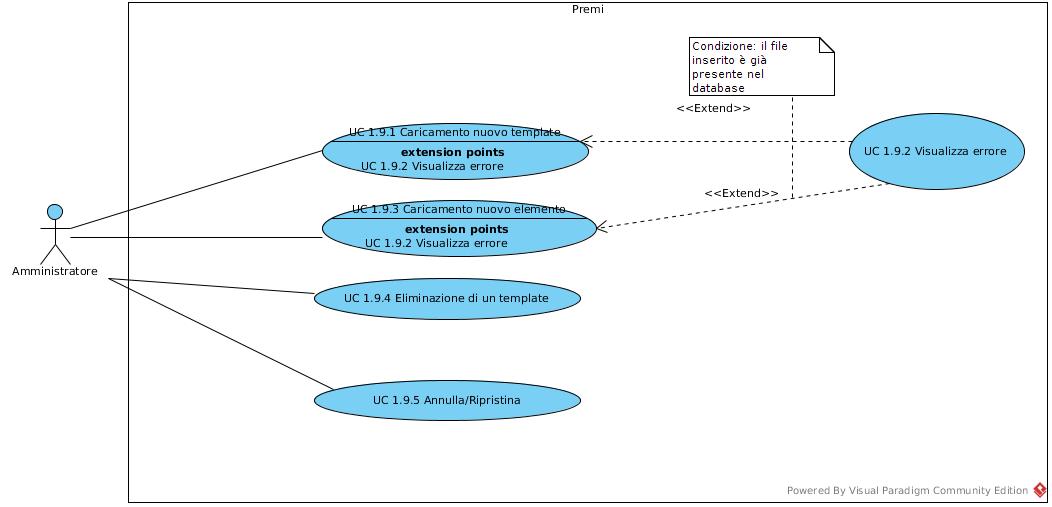 Premi
Condizione: il file
inserito è già
presente nel
database
<<Extend>>
UC 1.9.1 Caricamento nuovo template
extension points
UC 1.9.2 Visualizza errore
UC 1.9.2 Visualizza errore
<<Extend>>
UC 1.9.3 Caricamento nuovo elemento
extension points
UC 1.9.2 Visualizza errore
Amministratore
UC 1.9.4 Eliminazione di un template
UC 1.9.5 Annulla/Ripristina
Powered By Visual Paradigm Community Edition